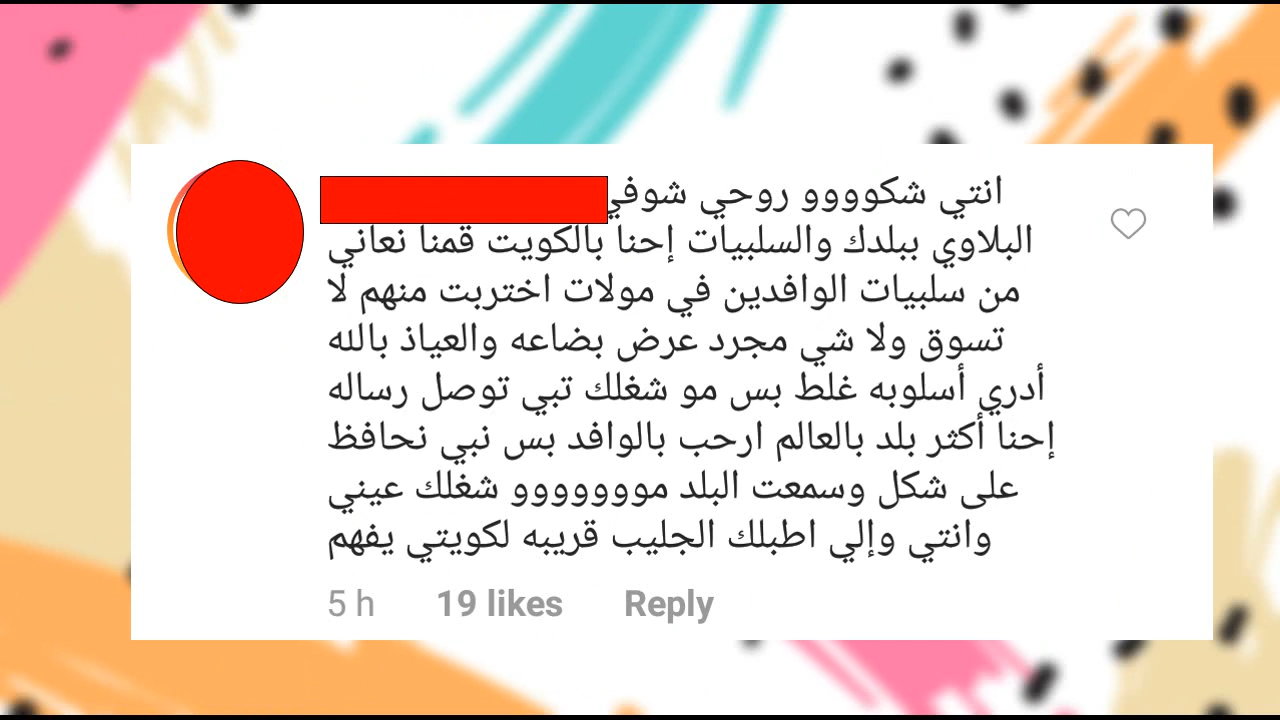 انتي شكوووو روحي شوفي
البلاوي ببلدك والسلبيات إحنا بالكويت قمنا نعاني
من سلبيات الوافدين في مولات اختربت منهم لا
تسوق ولا شي مجرد عرض بضاعه والعياذ بالله
أدري أسلوبه غلط بس مو شغلك تبي توصل رساله
إحنا أكثر بلد بالعالم ارحب بالوافد بس نبي نحافظ
على شكل وسمعت البلد مووووووو شغلك عيني
وانتي وإلي اطبلك الجليب قريبه لكويتي يفهم
5 h 19 likes Reply